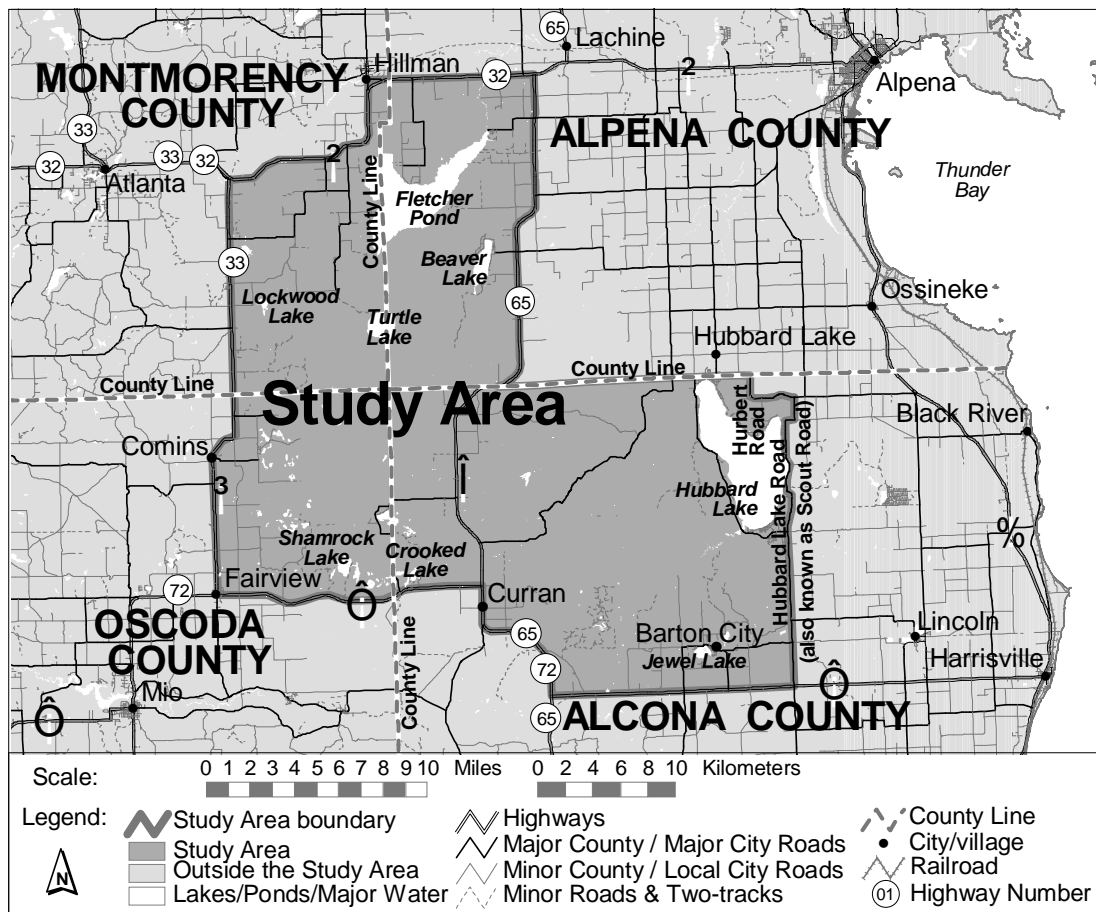 65
Lachine
Hillman
MONTMORENCY
COUNTY
32
2
Alpena
33
ALPENA COUNTY
32
33
32
Atlanta
2
County Line
Thunder
Bay
Fletcher
Pond
33
Beaver
Lake
Lockwood
Lake
65
Ossineke
Turtle
Lake
Hubbard Lake
County Line
County Line
Study Area
Hurbert
Road
Black River
Comins
Î
3
Hubbard
Lake
Hubbard Lake Road
(also known as Scout Road)
%
Shamrock
Lake
Crooked
Lake
72
Fairview
Ô
Curran
OSCODA
COUNTY
County Line
65
Barton City
Jewel Lake
Lincoln
Harrisville
72
Ô
Mio
Ô
65
ALCONA COUNTY
Scale:
0 1 2 3 4 5 6 7 8 9 10 Miles
0 2 4 6 8 10 Kilometers
Legend:
Study Area boundary
Study Area
Outside the Study Area
Lakes/Ponds/Major Water
N
Highways
Major County / Major City Roads
Minor County / Local City Roads
Minor Roads & Two-tracks
County Line
City/village
Railroad
01 Highway Number